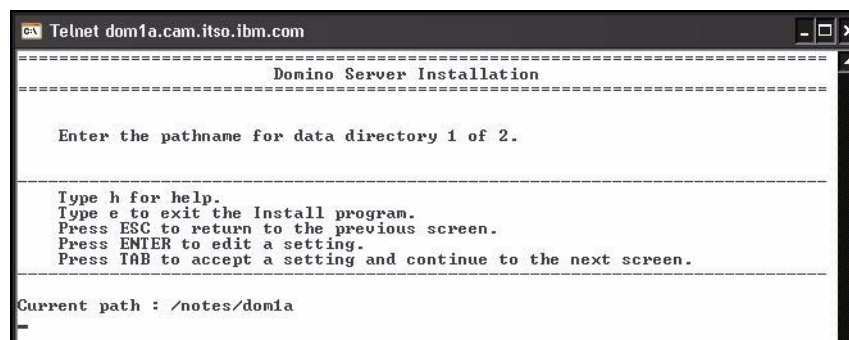 Telnet dom1a.cam.itso.ibm.com
Domino Server Installation
Enter the pathname for data directory 1 of 2.
Type h for help.
Type e to exit the Install program.
Press ESC to return to the previous screen.
Press ENTER to edit a setting.
Press TAB to accept a setting and continue to the next screen.
Current path : /notes/dom1a